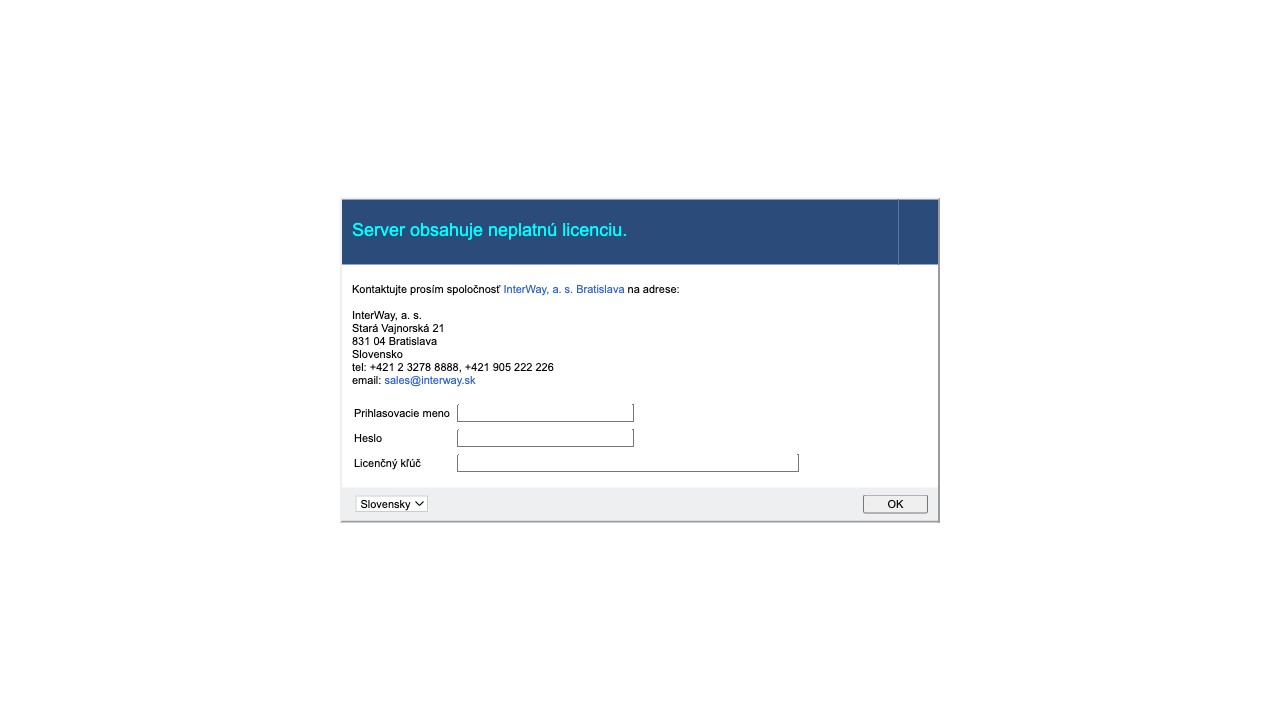 Server obsahuje neplatnú licenciu.
Kontaktujte prosím spoločnosť InterWay, a. s. Bratislava na adrese:
InterWay, a. s.
Stará Vajnorská 21
831 04 Bratislava
Slovensko
tel: +421 2 3278 8888, +421 905 222 226
email: sales@interway.sk
Prihlasovacie meno
Heslo
Licenčný kľúč
Slovensky OK